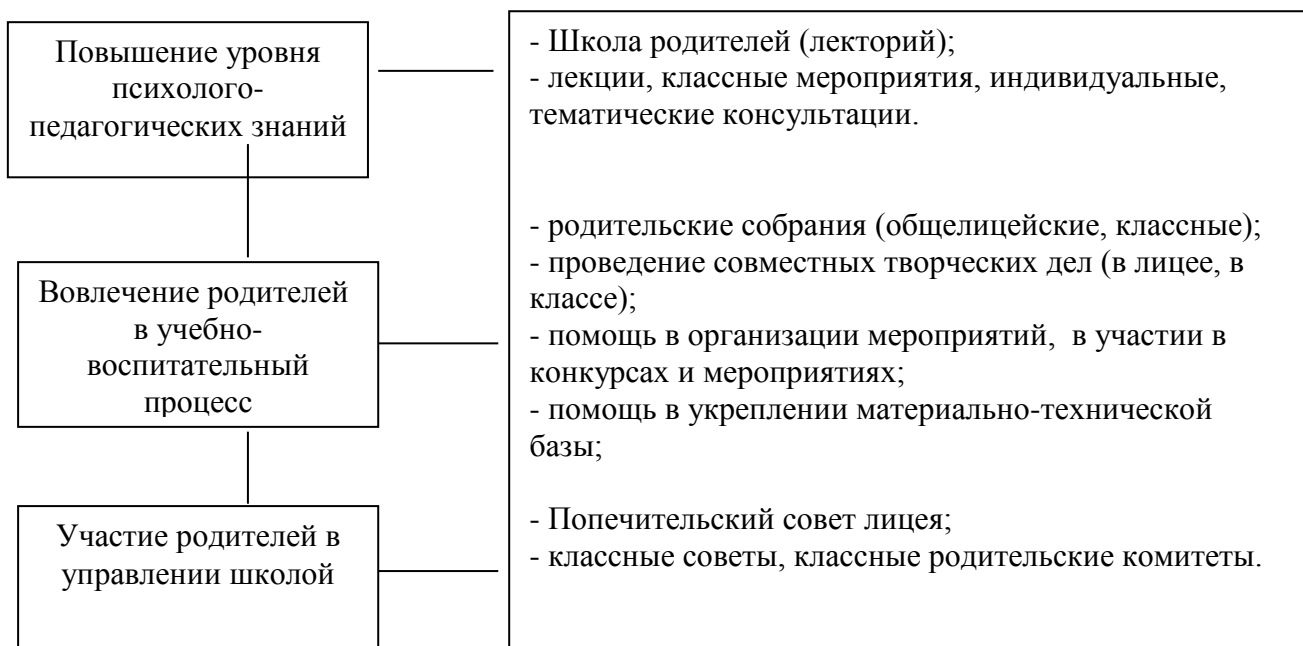 Повышение уровня
психолого-
педагогических знаний
- Школа родителей (лекторий);
- лекции, классные мероприятия, индивидуальные,
тематические консультации.
Вовлечение родителей
в учебно-
воспитательный
процесс
- родительские собрания (общелицейские, классные);
- проведение совместных творческих дел (в лицее, в
классе);
- помощь в организации мероприятий,  в участии в
конкурсах и мероприятиях;
- помощь в укреплении материально-технической
базы;
Участие родителей в
управлении школой
- Попечительский совет лицея;
- классные советы, классные родительские комитеты.